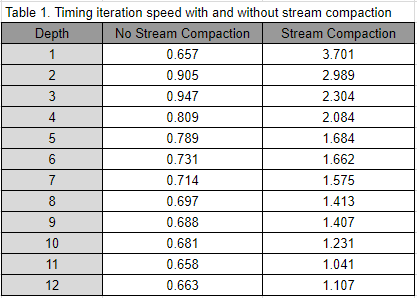 Table 1. Timing iteration speed with and without stream compaction
Depth No Stream Compaction Stream Compaction
1 0.657 3.701
2 0.905 2.989
3 0.947 2.304
4 0.809 2.084
5 0.789 1.684
6 0.731 1.662
7 0.714 1.575
8 0.697 1.413
9 0.688 1.407
10 0.681 1.231
11 0.658 1.041
12 0.663 1.107